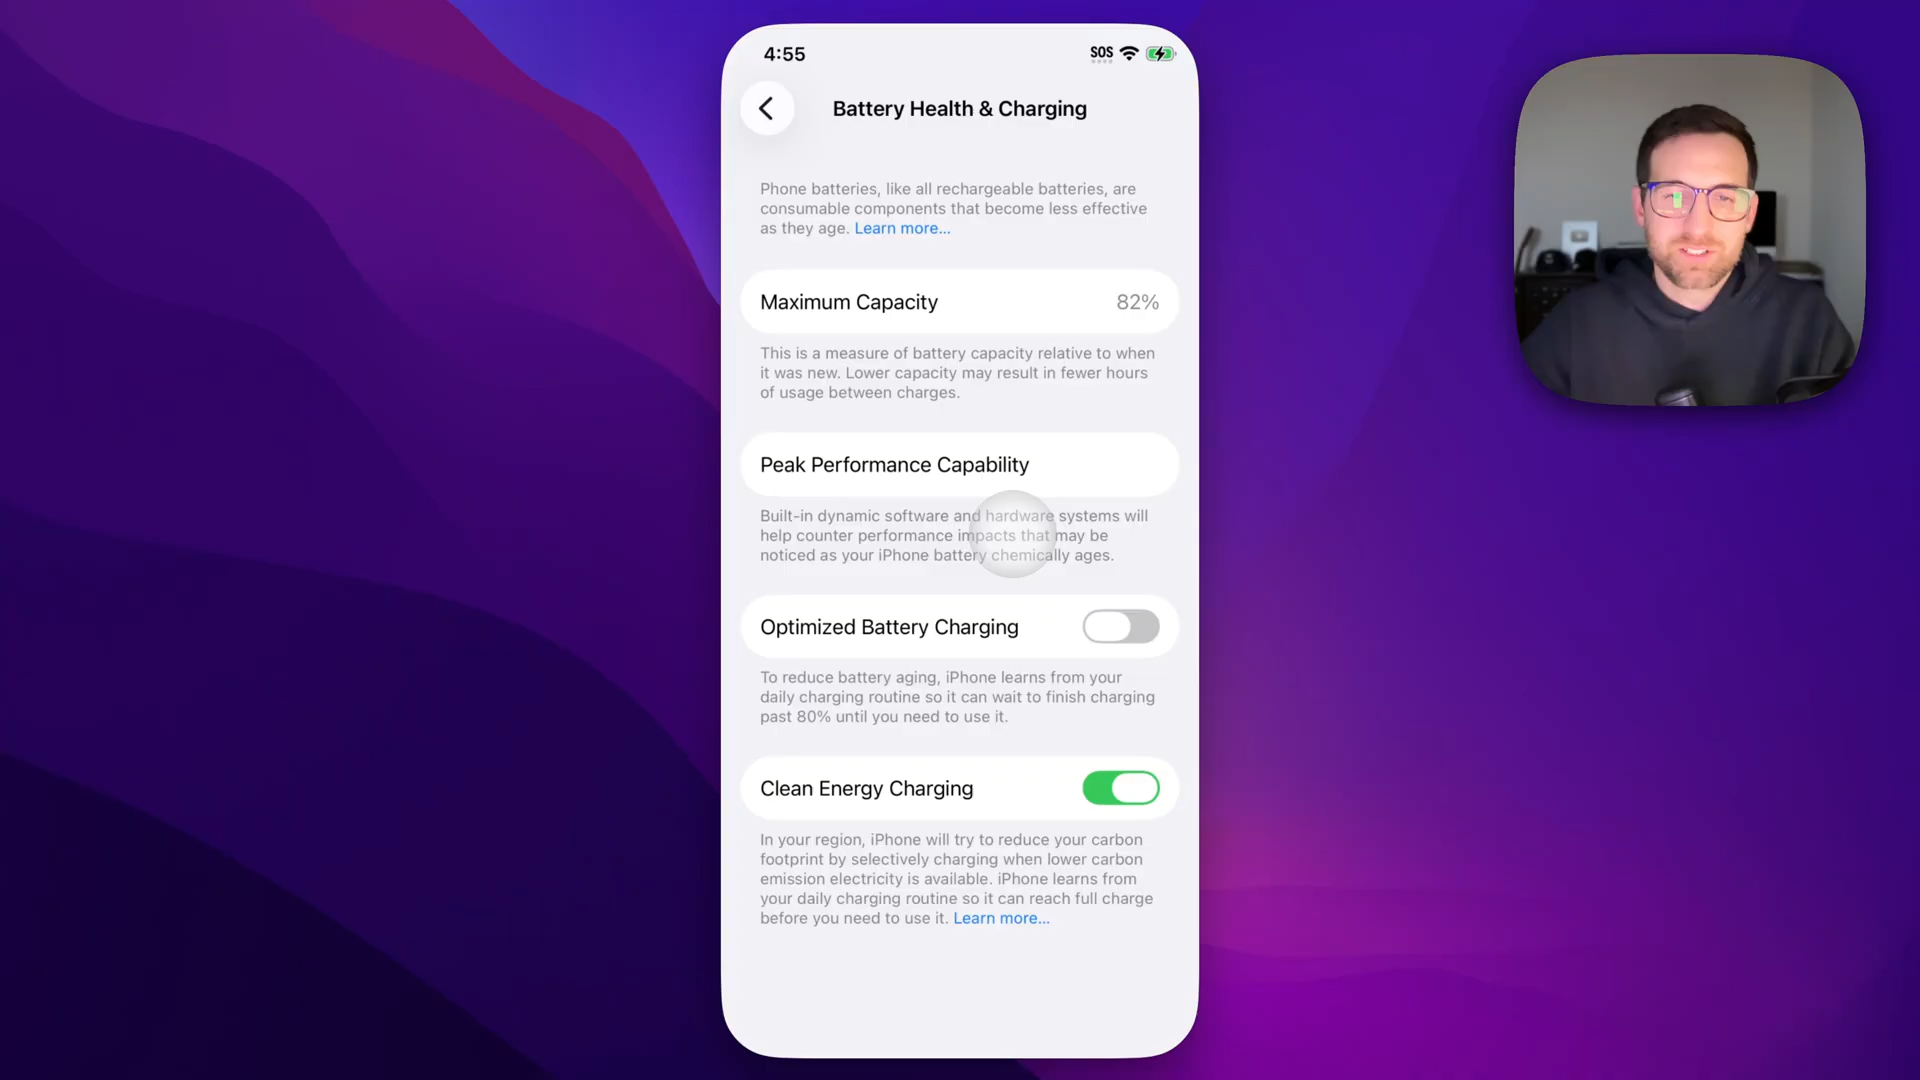 4:55
SOS
Battery Health & Charging
Phone batteries, like all rechargeable batteries, are
consumable components that become less effective
as they age. Learn more...
Maximum Capacity 82%
This is a measure of battery capacity relative to when
it was new. Lower capacity may result in fewer hours
of usage between charges.
Peak Performance Capability
Built-in dynamic software and hardware systems will
help counter performance impacts that may be
noticed as your iPhone battery chemically ages.
Optimized Battery Charging
To reduce battery aging, iPhone learns from your
daily charging routine so it can wait to finish charging
past 80% until you need to use it.
Clean Energy Charging
In your region, iPhone will try to reduce your carbon
footprint by selectively charging when lower carbon
emission electricity is available. iPhone learns from
your daily charging routine so it can reach full charge
before you need to use it. Learn more...